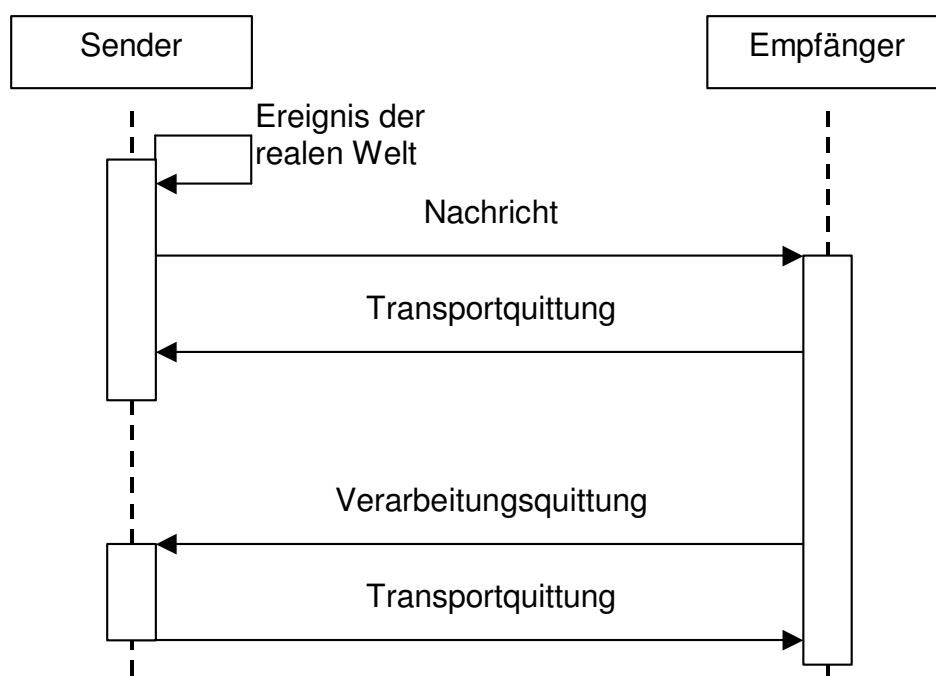 Sender
Empfänger
Ereignis der
realen Welt
Nachricht
Transportquittung
Verarbeitungsquittung
Transportquittung